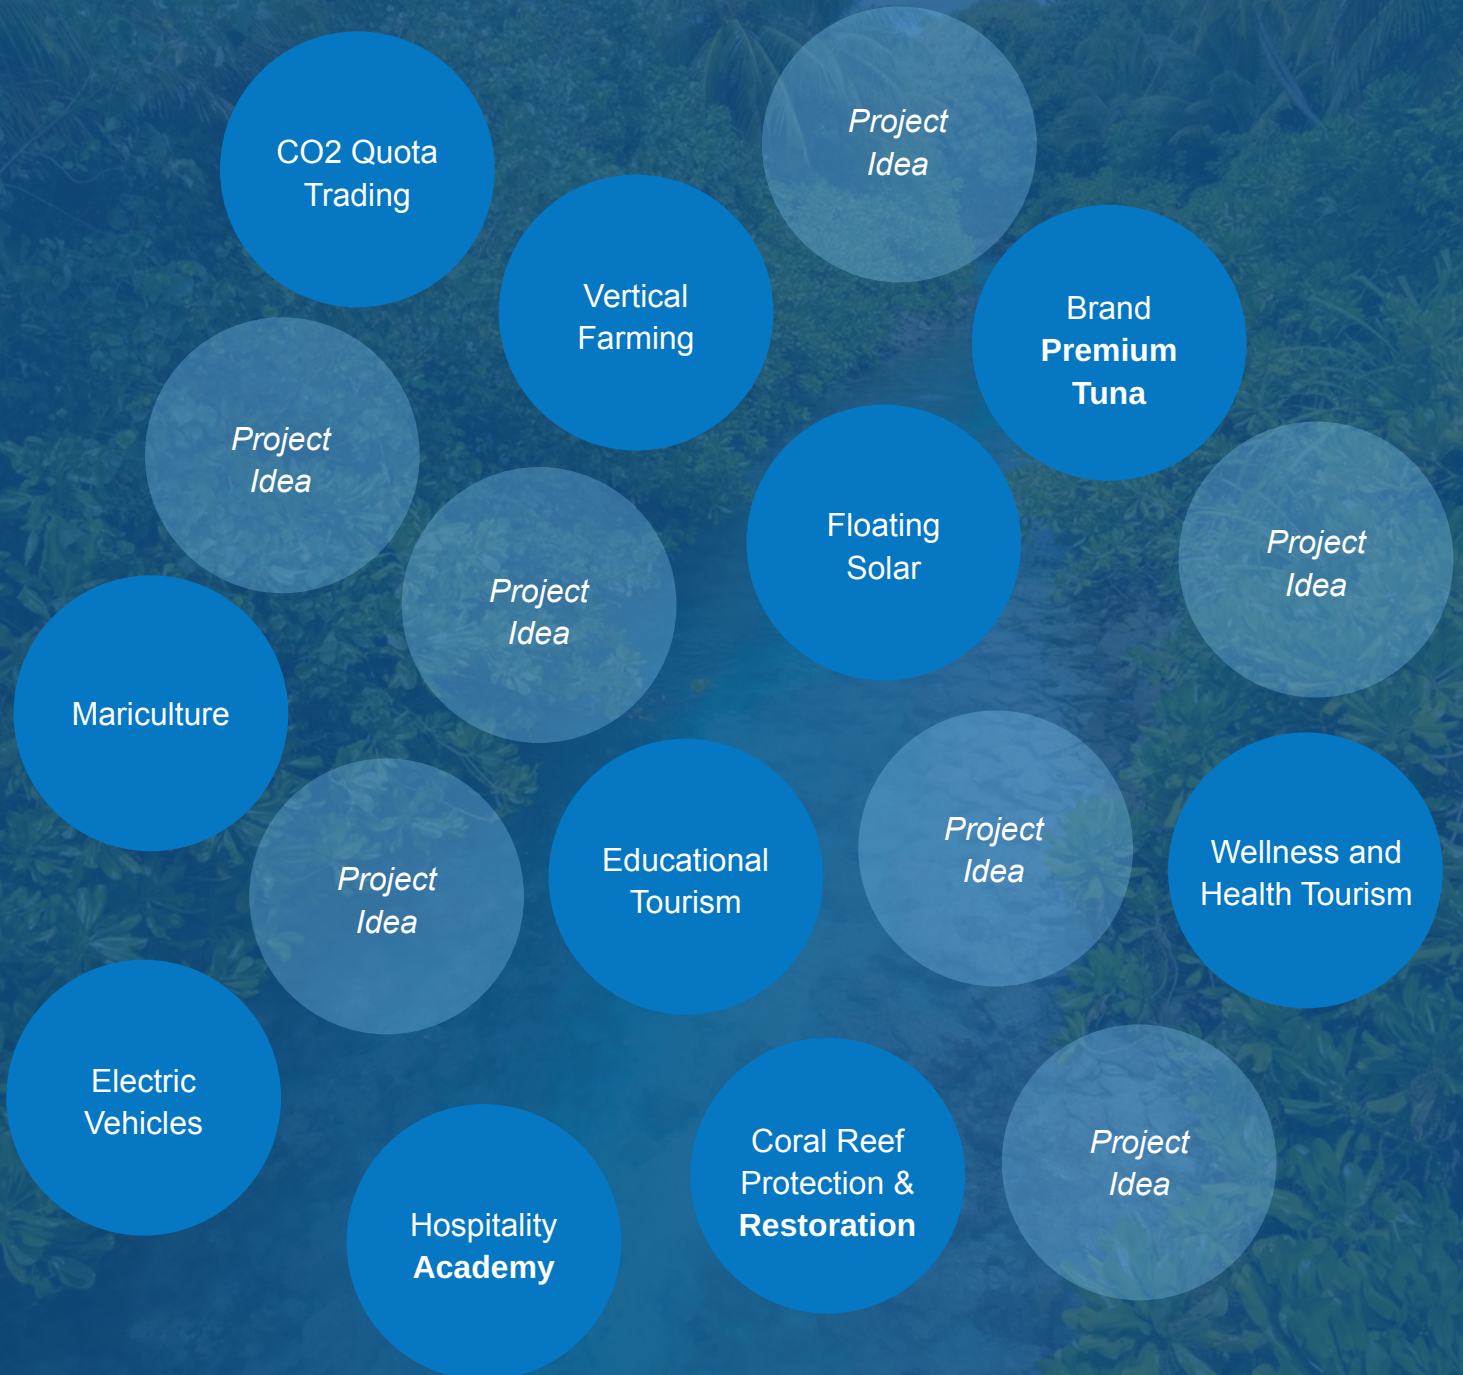 CO2 Quota
Trading
Project
Idea
Vertical
Farming
Brand
Premium
Tuna
Project
Idea
Project
Idea
Floating
Solar
Project
Idea
Mariculture
Project
Idea
Educational
Tourism
Project
Idea
Wellness and
Health Tourism
Electric
Vehicles
Hospitality
Academy
Coral Reef
Protection &
Restoration
Project
Idea